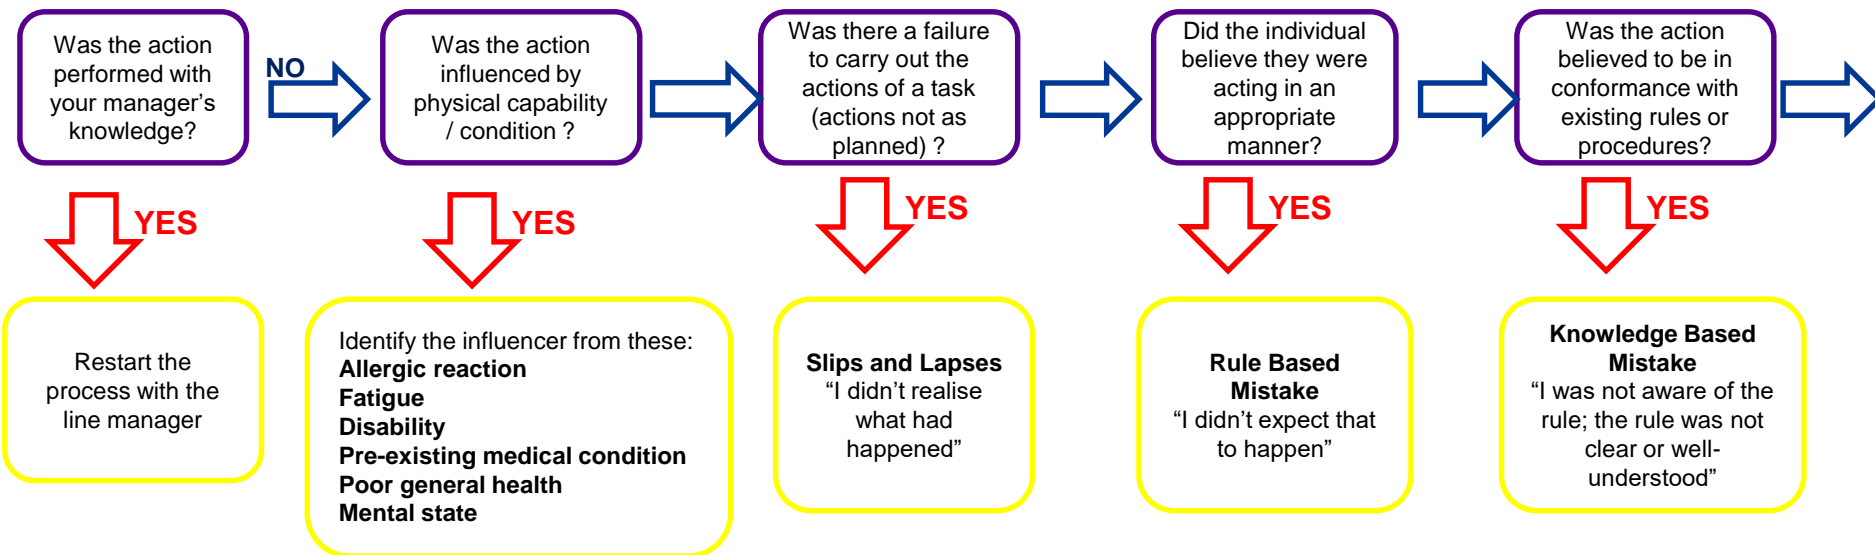 Was the action
performed with
your manager’s
knowledge?
NO
Was the action
influenced by
physical capability
/ condition ?
Was there a failure
to carry out the
actions of a task
(actions not as
planned) ?
Did the individual
believe they were
acting in an
appropriate
manner?
Was the action
believed to be in
conformance with
existing rules or
procedures?
YES
YES
YES
YES
YES
Restart the
process with the
line manager
Identify the influencer from these:
Allergic reaction
Fatigue
Disability
Pre-existing medical condition
Poor general health
Mental state
Slips and Lapses
“I didn’t realise
what had
happened”
Rule Based
Mistake
“I didn’t expect that
to happen”
Knowledge Based
Mistake
“I was not aware of the
rule; the rule was not
clear or well-
understood”